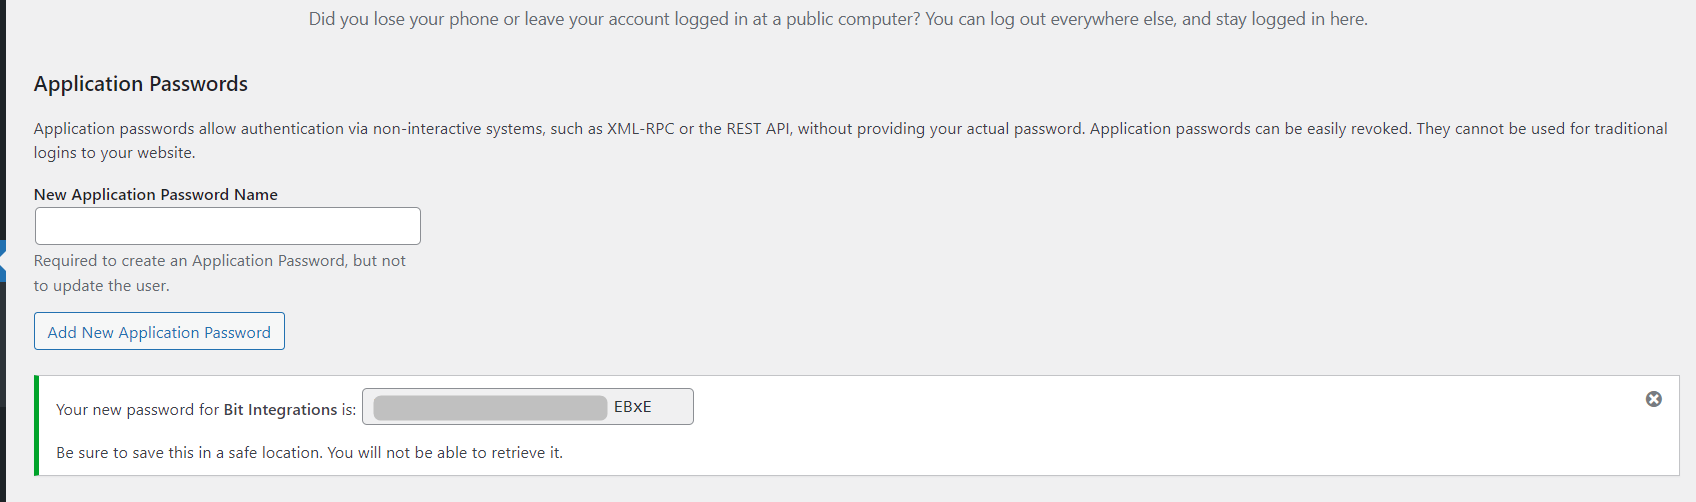 Did you lose your phone or leave your account logged in at a public computer? You can log out everywhere else, and stay logged in here.
Application Passwords
Application passwords allow authentication via non-interactive systems, such as XML-RPC or the REST API, without providing your actual password. Application passwords can be easily revoked. They cannot be used for traditional
logins to your website.
New Application Password Name
Required to create an Application Password, but not
to update the user.
Add New Application Password
Your new password for Bit Integrations is: EBxE
Be sure to save this in a safe location. You will not be able to retrieve it.